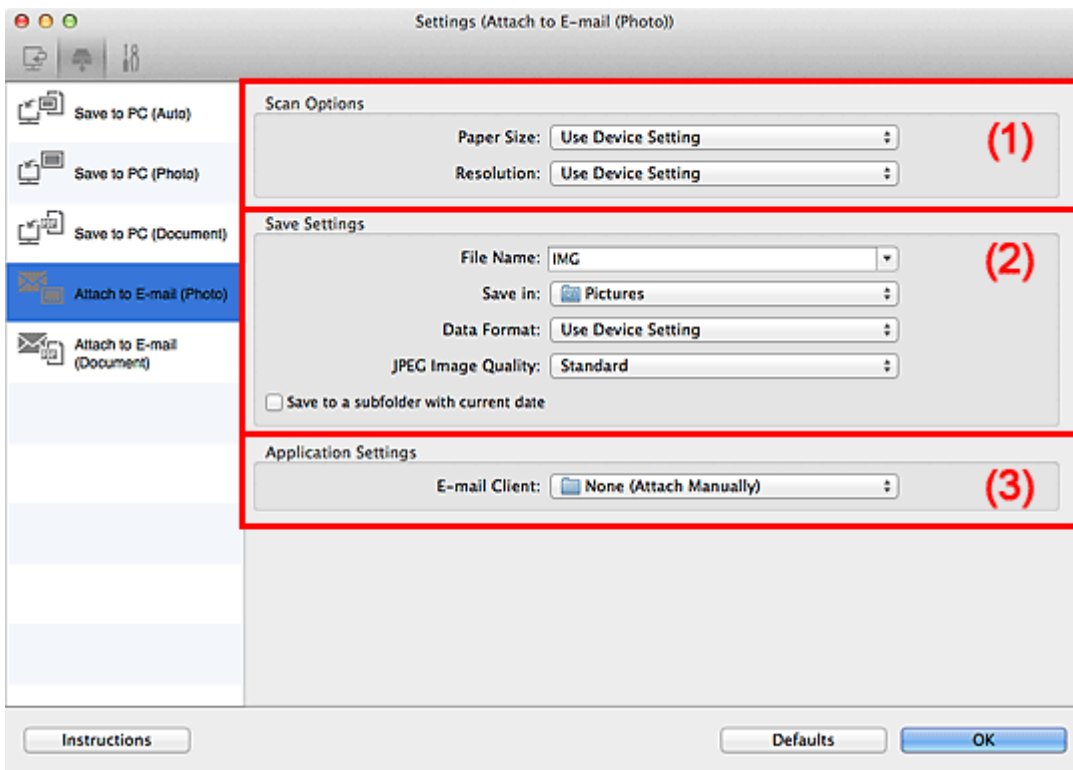 Settings (Attach to E-mail (Photo))
Save to PC (Auto)
Save to PC (Photo)
Save to PC (Document)
Attach to E-mail (Photo)
Attach to E-mail
(Document)
Scan Options
Paper Size: Use Device Setting
Resolution: Use Device Setting
(1)
Save Settings
File Name: IMG
Save in: Pictures
Data Format: Use Device Setting
JPEG Image Quality: Standard
Save to a subfolder with current date
(2)
Application Settings
E-mail Client: None (Attach Manually)
(3)
Instructions
Defaults
OK